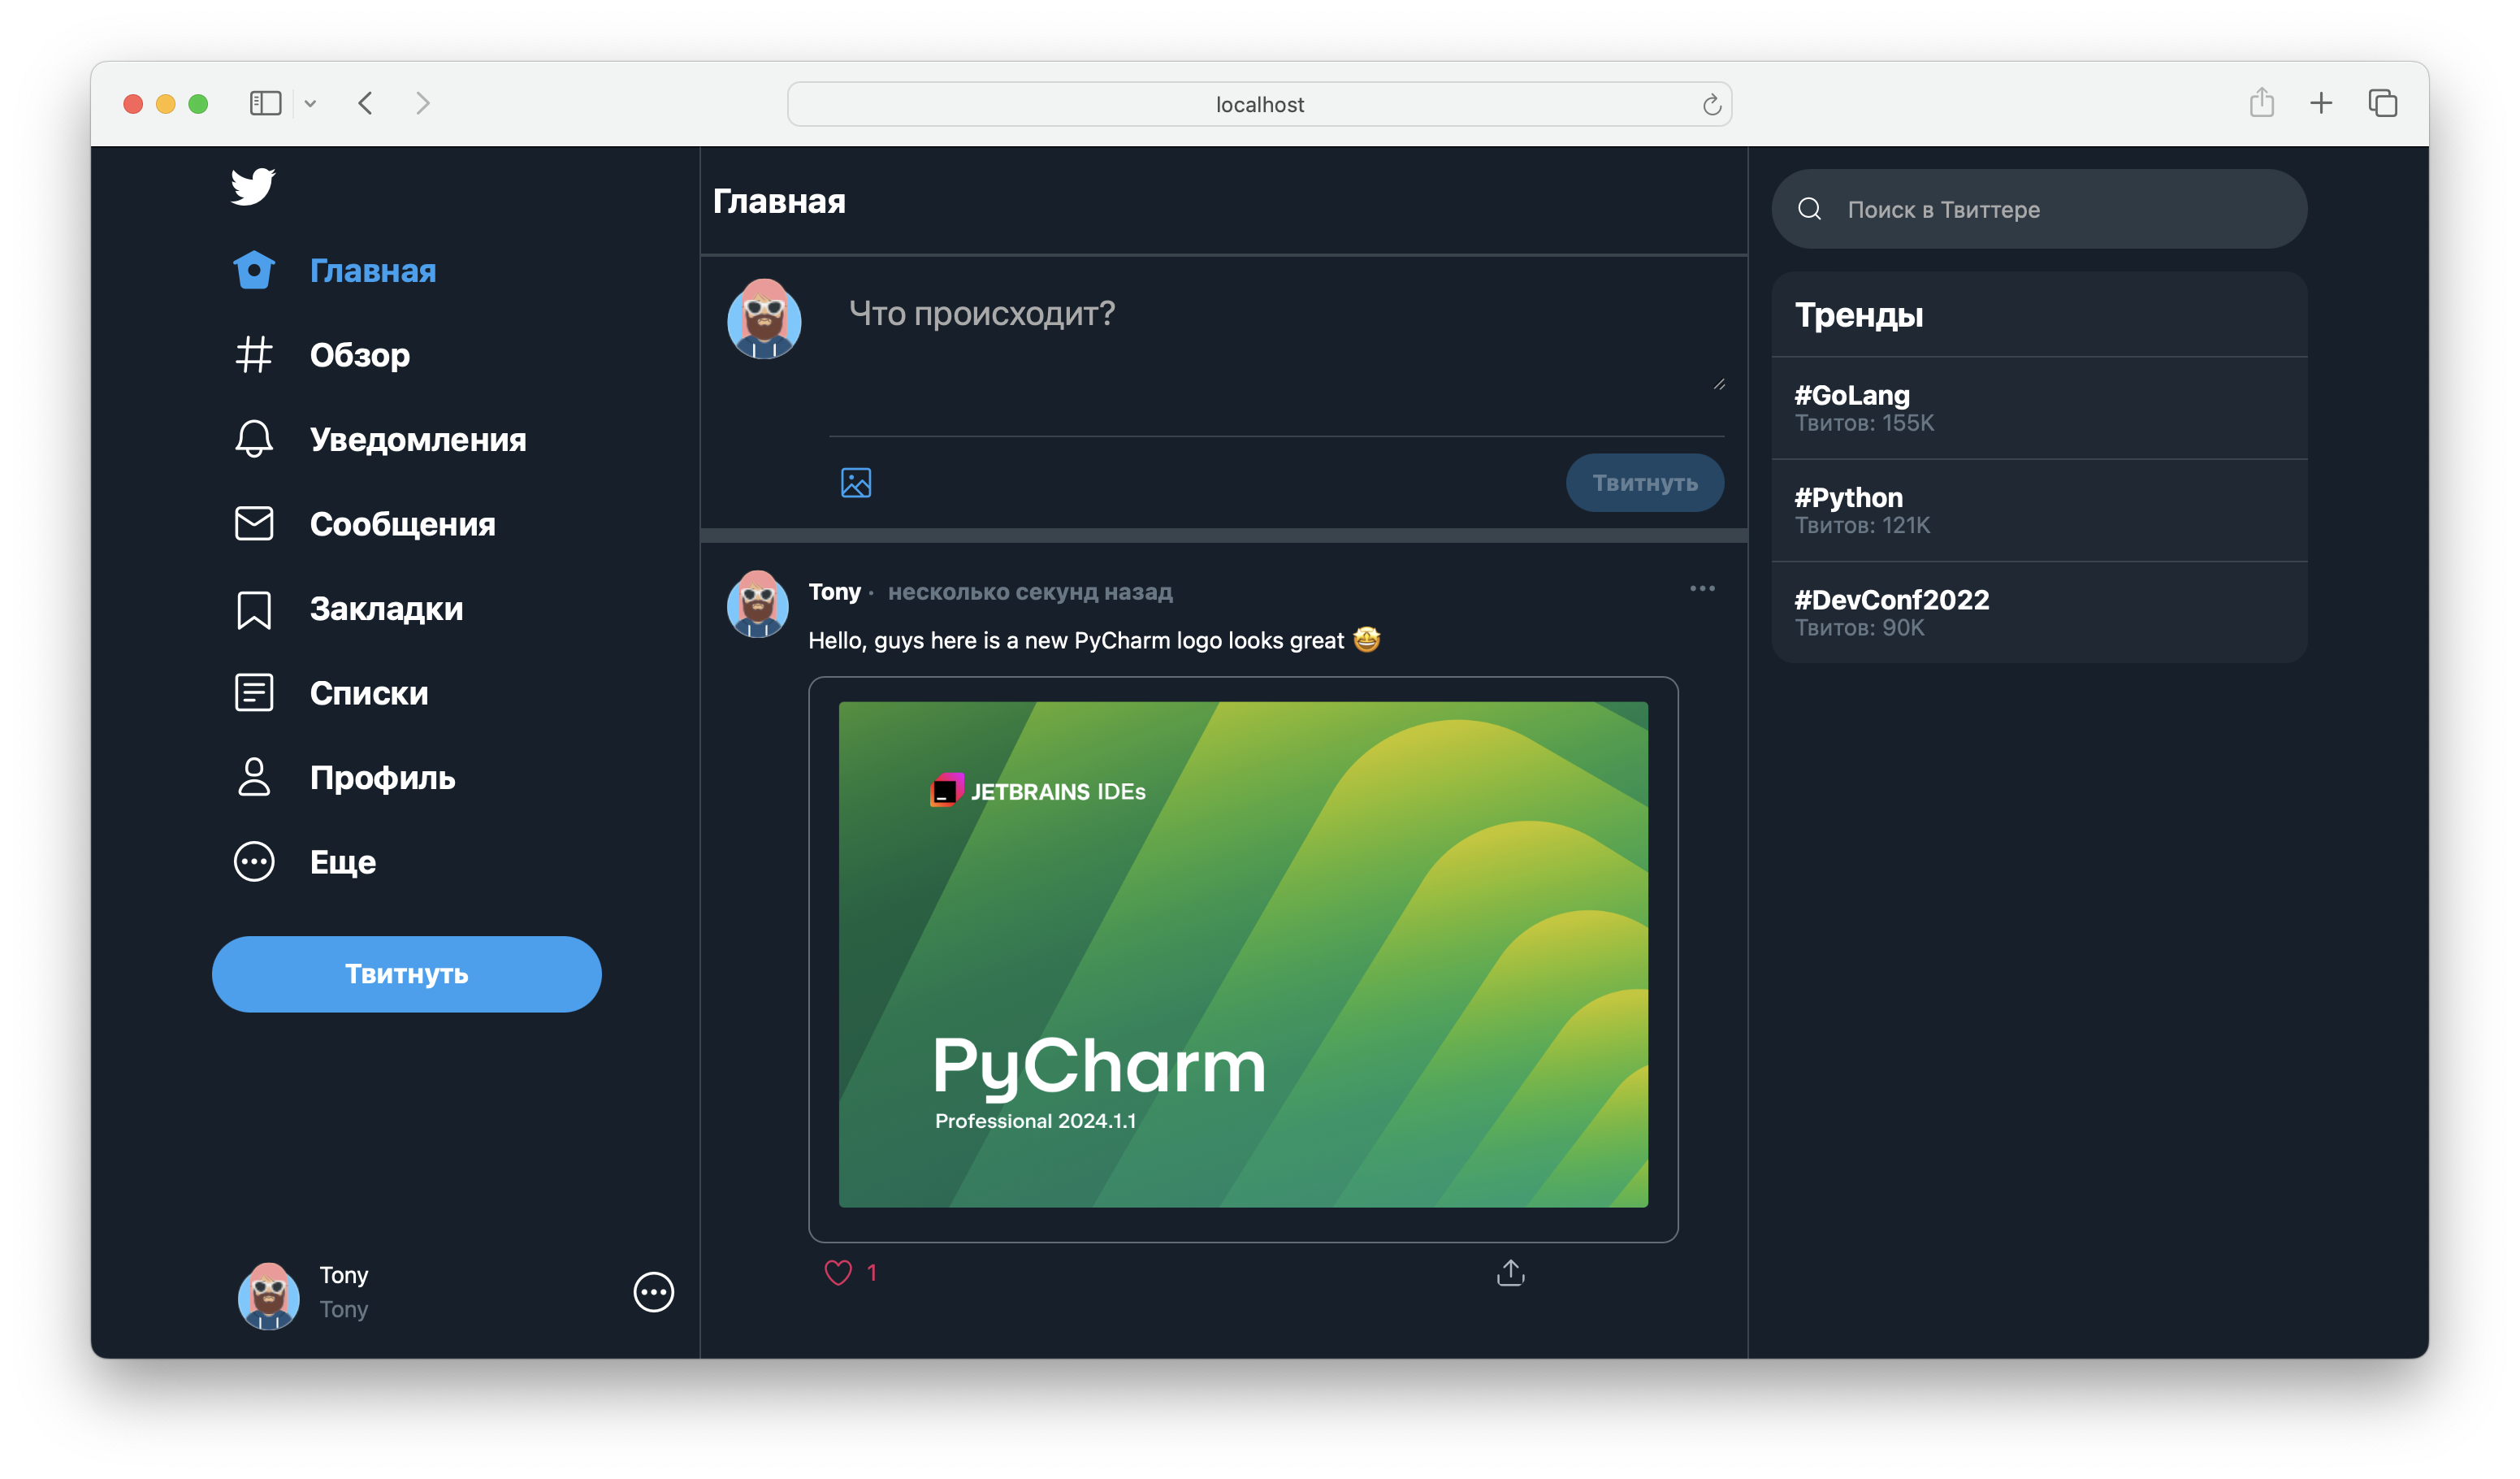 localhost
Главная
Обзор
Уведомления
Сообщения
Закладки
Списки
Профиль
Еще
Твитнуть
Tony
Tony
Главная
Что происходит?
Твитнуть
Tony · несколько секунд назад
Hello, guys here is a new PyCharm logo looks great 🤩
JETBRAINS IDEs
PyCharm
Professional 2024.1.1
1
Поиск в Твиттере
Тренды
#GoLang
Твитов: 155K
#Python
Твитов: 121K
#DevConf2022
Твитов: 90K